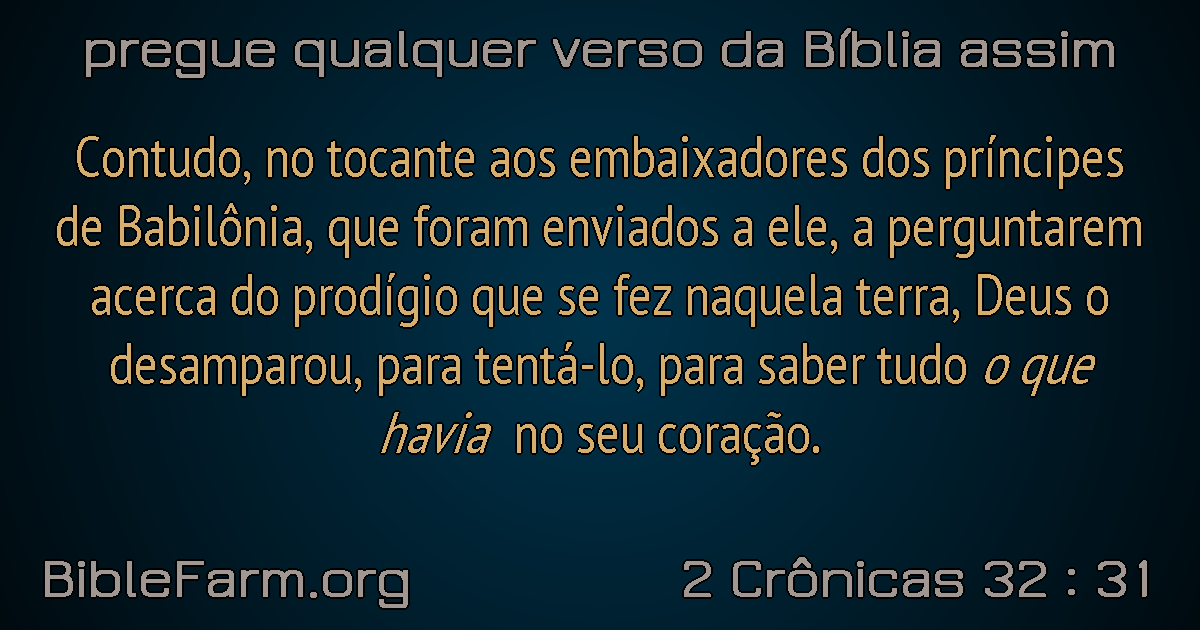 pregue qualquer verso da Bíblia assim
Contudo, no tocante aos embaixadores dos príncipes
de Babilônia, que foram enviados a ele, a perguntarem
acerca do prodígio que se fez naquela terra, Deus o
desamparou, para tentá-lo, para saber tudo o que
havia no seu coração.
BibleFarm.org
2 Crônicas 32 : 31